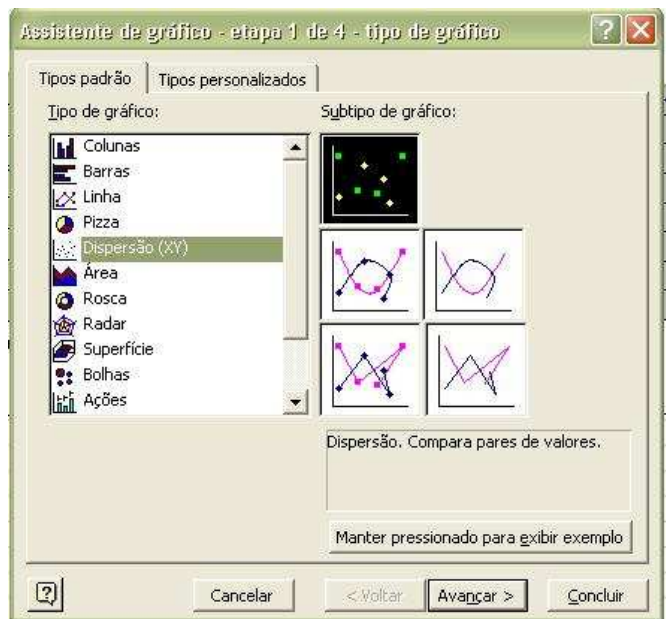 Assistente de gráfico - etapa 1 de 4 - tipo de gráfico
Tipos padrão
Tipos personalizados
Tipo de gráfico:
Colunas
Barras
Linha
Pizza
Dispersão (XY)
Área
Rosca
Radar
Superfície
Bolhas
Ações
Subtipo de gráfico:
Dispersão. Compara pares de valores.
Manter pressionado para exibir exemplo
Cancelar
< Voltar
Avançar >
Concluir